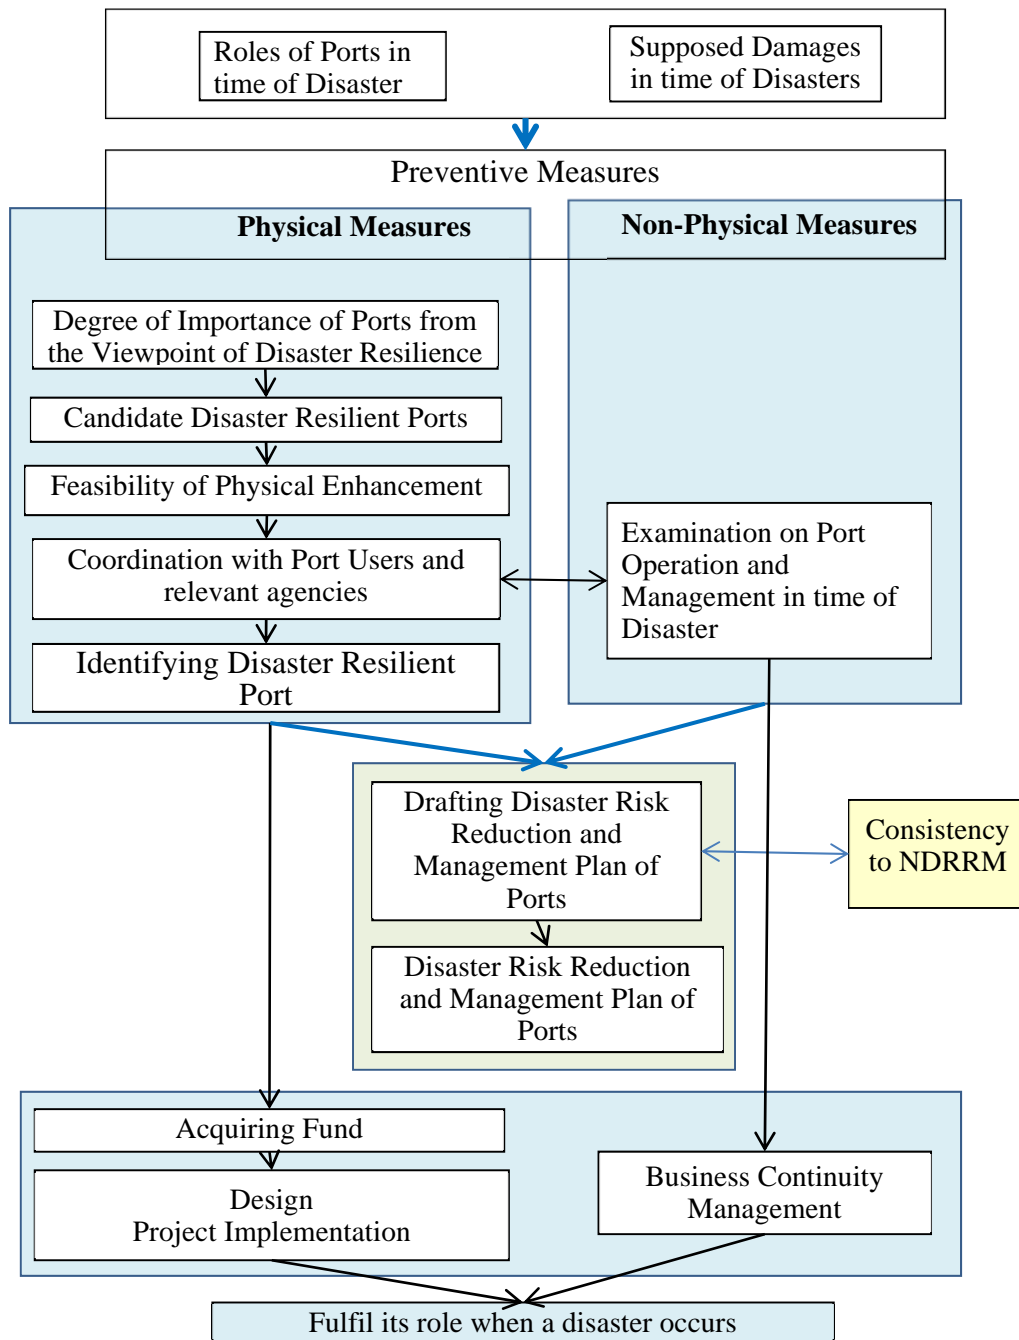 Roles of Ports in
time of Disaster
Supposed Damages
in time of Disasters
Preventive Measures
Physical Measures
Non-Physical Measures
Degree of Importance of Ports from
the Viewpoint of Disaster Resilience
Candidate Disaster Resilient Ports
Feasibility of Physical Enhancement
Coordination with Port Users and
relevant agencies
Examination on Port
Operation and
Management in time of
Disaster
Identifying Disaster Resilient
Port
Drafting Disaster Risk
Reduction and
Management Plan of
Ports
Consistency
to NDRRM
Disaster Risk Reduction
and Management Plan of
Ports
Acquiring Fund
Design
Project Implementation
Business Continuity
Management
Fulfil its role when a disaster occurs